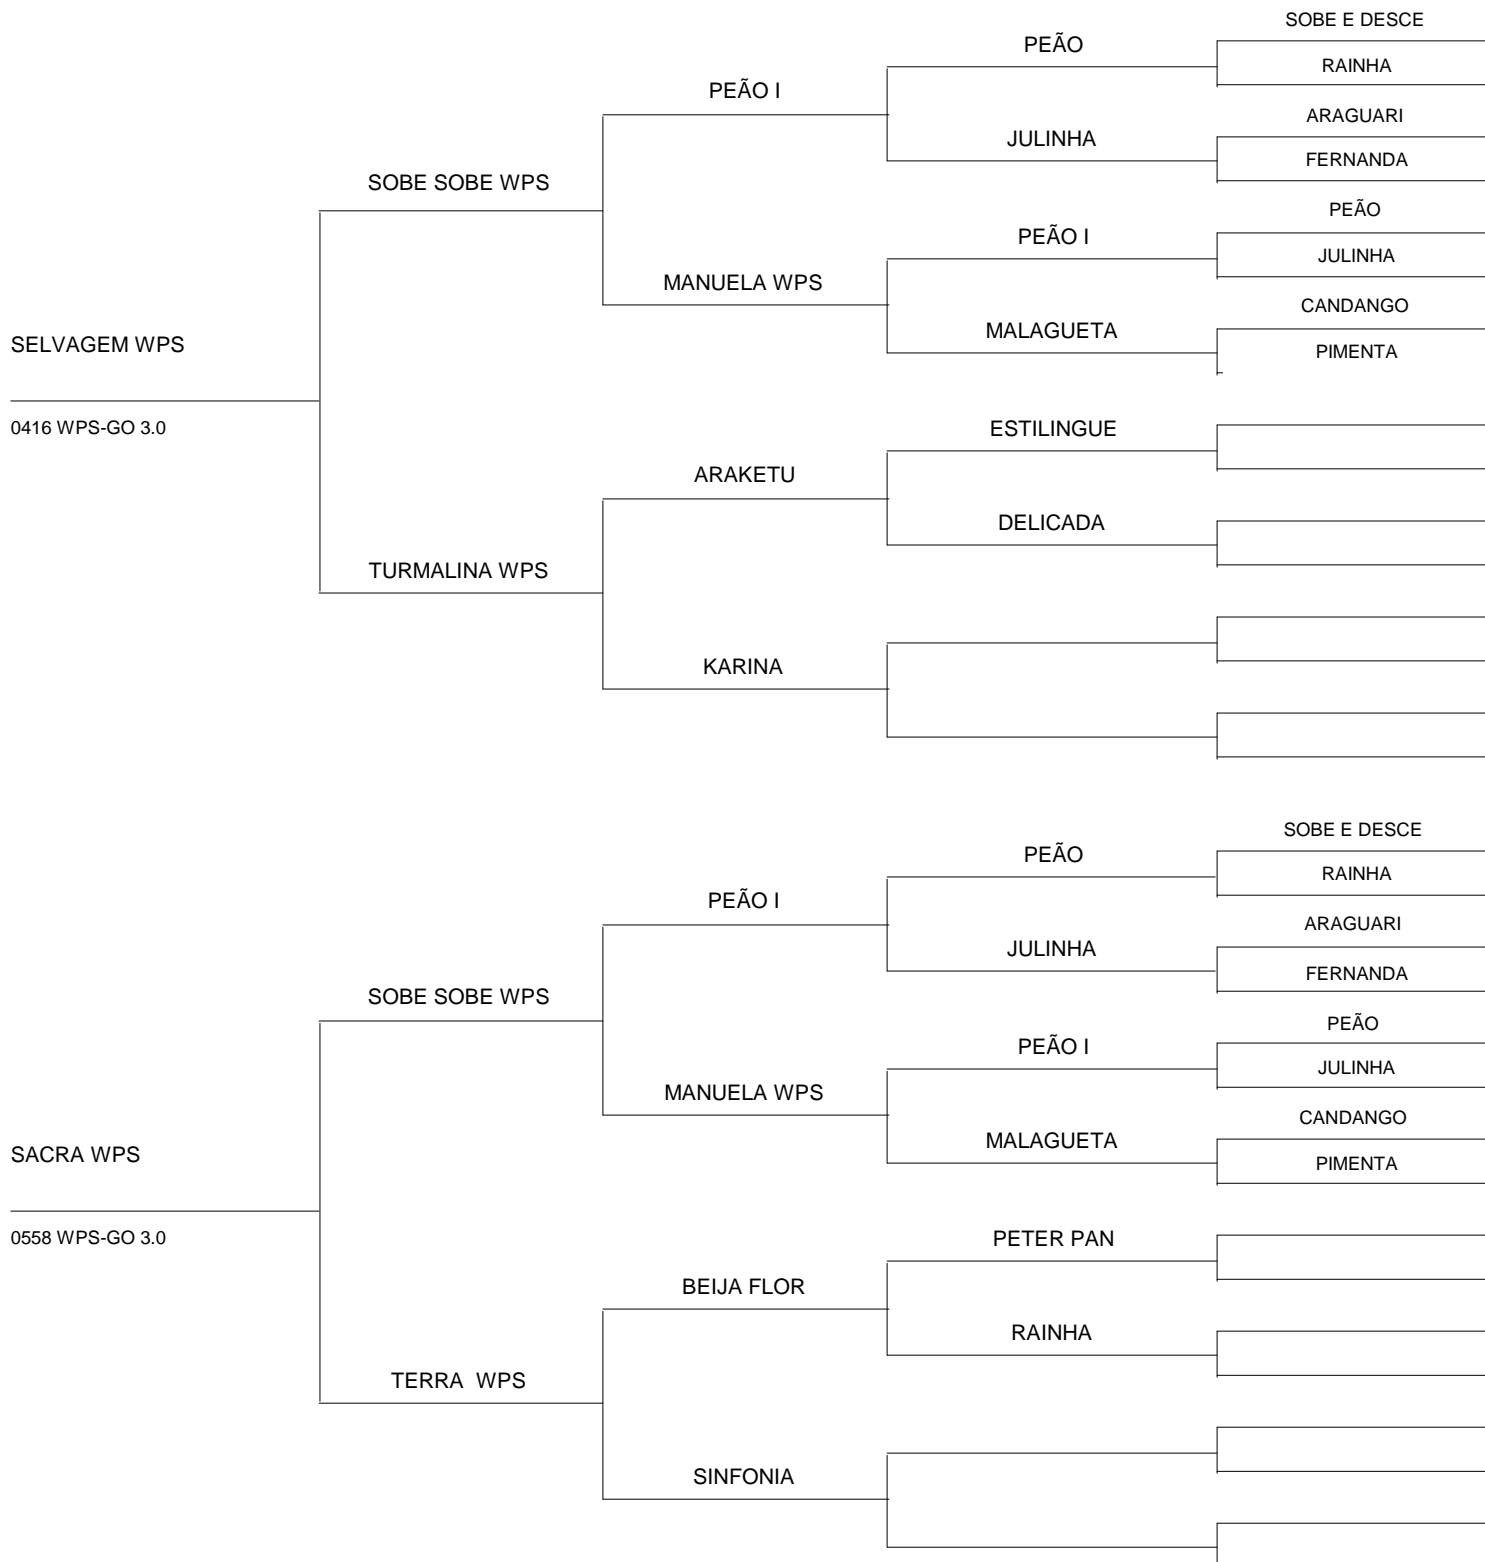 SOBE E DESCE
PEÃO
RAINHA
PEÃO I
ARAGUARI
JULINHA
FERNANDA
SOBE SOBE WPS
PEÃO
PEÃO I
JULINHA
MANUELA WPS
CANDANGO
MALAGUETA
SELVAGEM WPS
PIMENTA
0416 WPS-GO 3.0
ESTILINGUE
ARAKETU
DELICADA
TURMALINA WPS
KARINA
SOBE E DESCE
PEÃO
RAINHA
PEÃO I
ARAGUARI
JULINHA
FERNANDA
SOBE SOBE WPS
PEÃO
PEÃO I
JULINHA
MANUELA WPS
CANDANGO
MALAGUETA
SACRA WPS
PIMENTA
0558 WPS-GO 3.0
PETER PAN
BEIJA FLOR
RAINHA
TERRA  WPS
SINFONIA